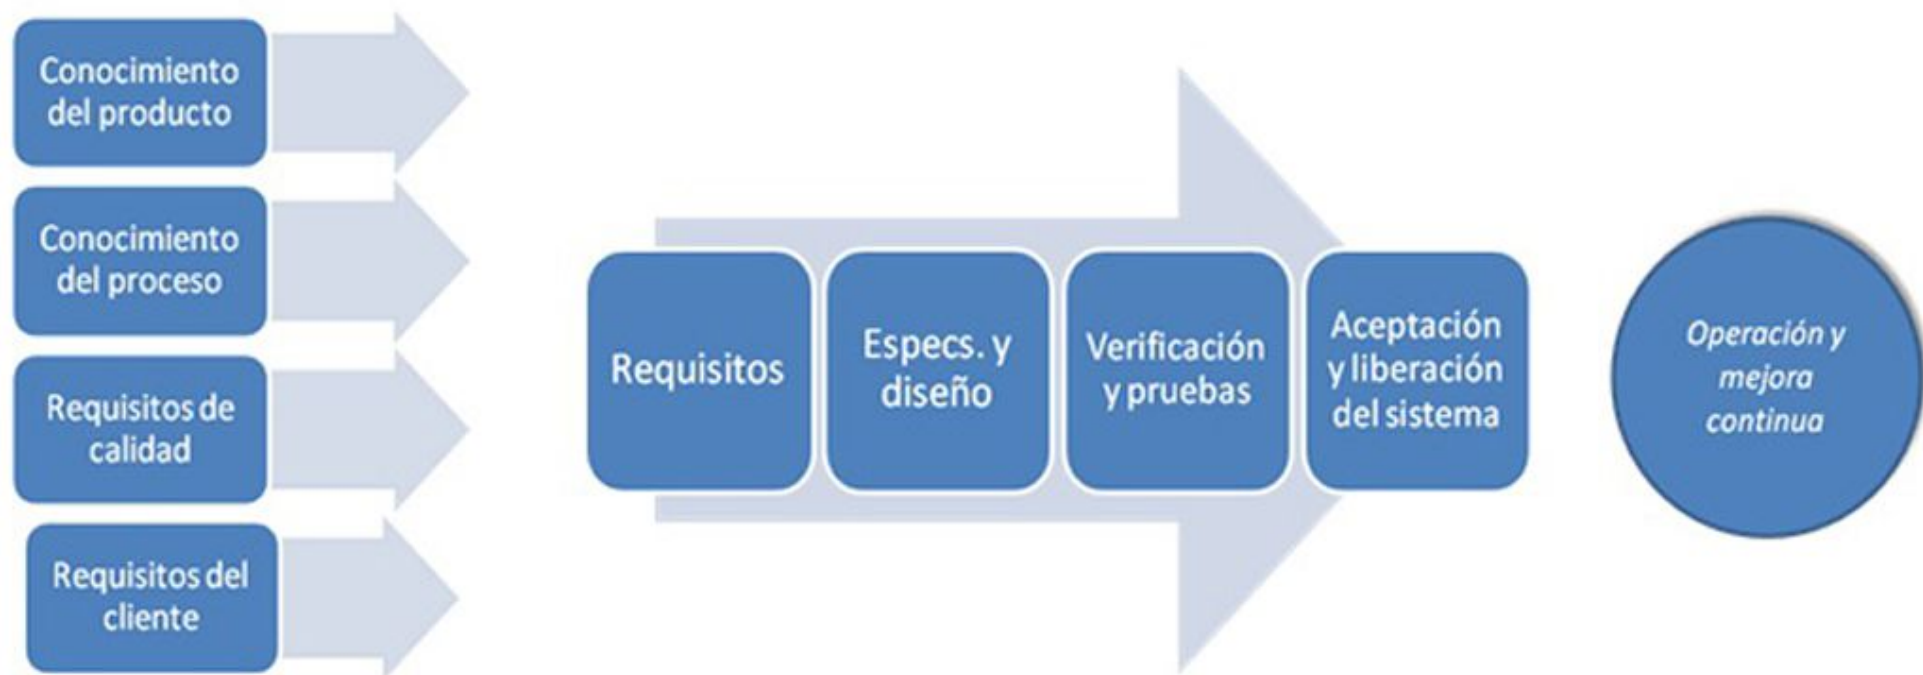 Conocimiento
del producto
Conocimiento
del proceso
Requisitos de
calidad
Requisitos del
cliente
Requisitos
Especs. y
diseño
Verificación
y pruebas
Aceptación
y liberación
del sistema
Operación y
mejora
continua